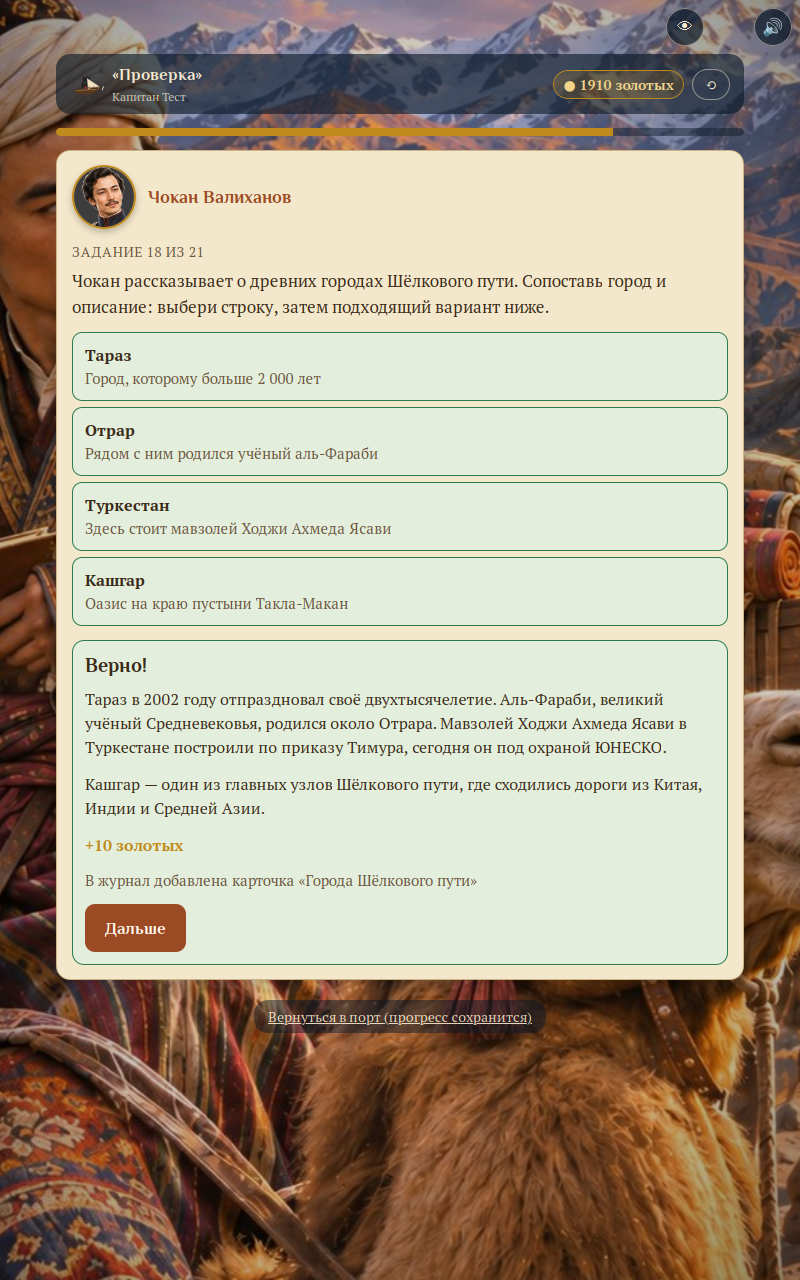 «Проверка»
Капитан Тест
1910 золотых
Чокан Валиханов
ЗАДАНИЕ 18 ИЗ 21
Чокан рассказывает о древних городах Шёлкового пути. Сопоставь город и
описание: выбери строку, затем подходящий вариант ниже.
Тараз
Город, которому больше 2 000 лет
Отрар
Рядом с ним родился учёный аль-Фараби
Туркестан
Здесь стоит мавзолей Ходжи Ахмеда Ясави
Кашгар
Оазис на краю пустыни Такла-Макан
Верно!
Тараз в 2002 году отпраздновал своё двухтысячелетие. Аль-Фараби, великий
учёный Средневековья, родился около Отрара. Мавзолей Ходжи Ахмеда Ясави в
Туркестане построили по приказу Тимура, сегодня он под охраной ЮНЕСКО.
Кашгар — один из главных узлов Шёлкового пути, где сходились дороги из Китая,
Индии и Средней Азии.
+10 золотых
В журнал добавлена карточка «Города Шёлкового пути»
Дальше
Вернуться в порт (прогресс сохранится)